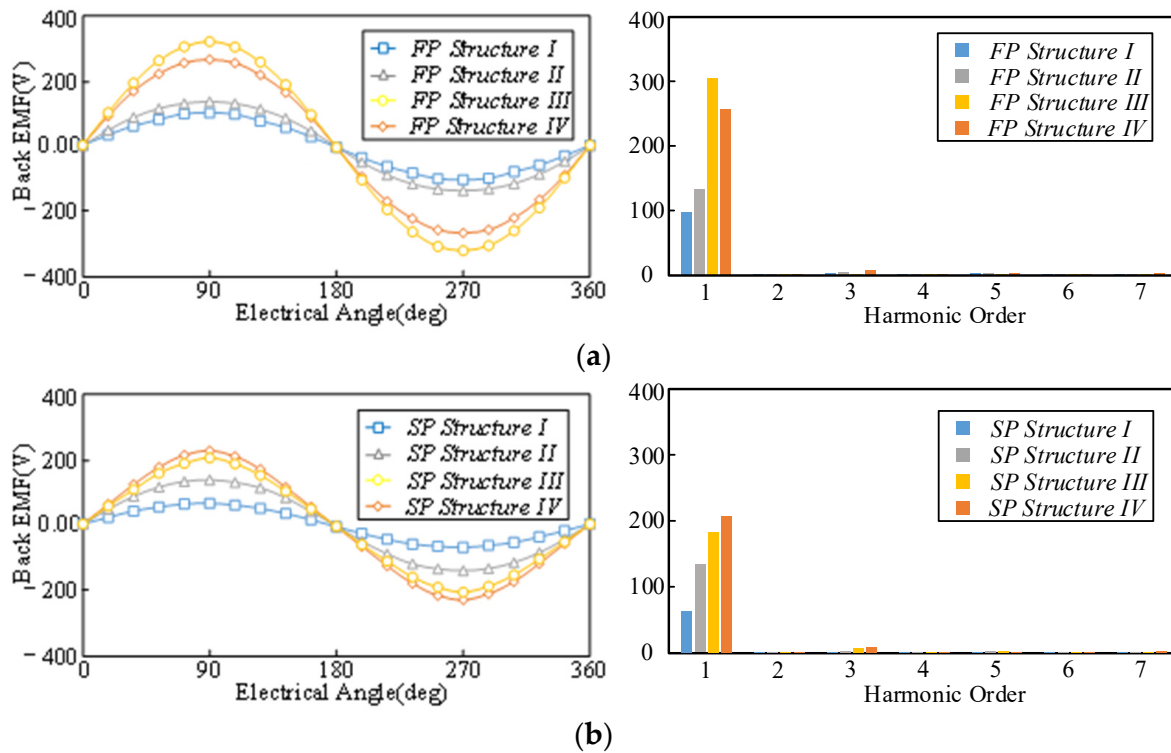 400
200
0.00
-200
-400
Back EMF(V)
FP Structure I
FP Structure II
FP Structure III
FP Structure IV
0
90
180
270
360
Electrical Angle(deg)
400
300
200
100
0
FP Structure I
FP Structure II
FP Structure III
FP Structure IV
1
2
3
4
5
6
7
Harmonic Order
(a)
400
200
0.00
-200
-400
Back EMF(V)
SP Structure I
SP Structure II
SP Structure III
SP Structure IV
0
90
180
270
360
Electrical Angle(deg)
400
300
200
100
0
SP Structure I
SP Structure II
SP Structure III
SP Structure IV
1
2
3
4
5
6
7
Harmonic Order
(b)